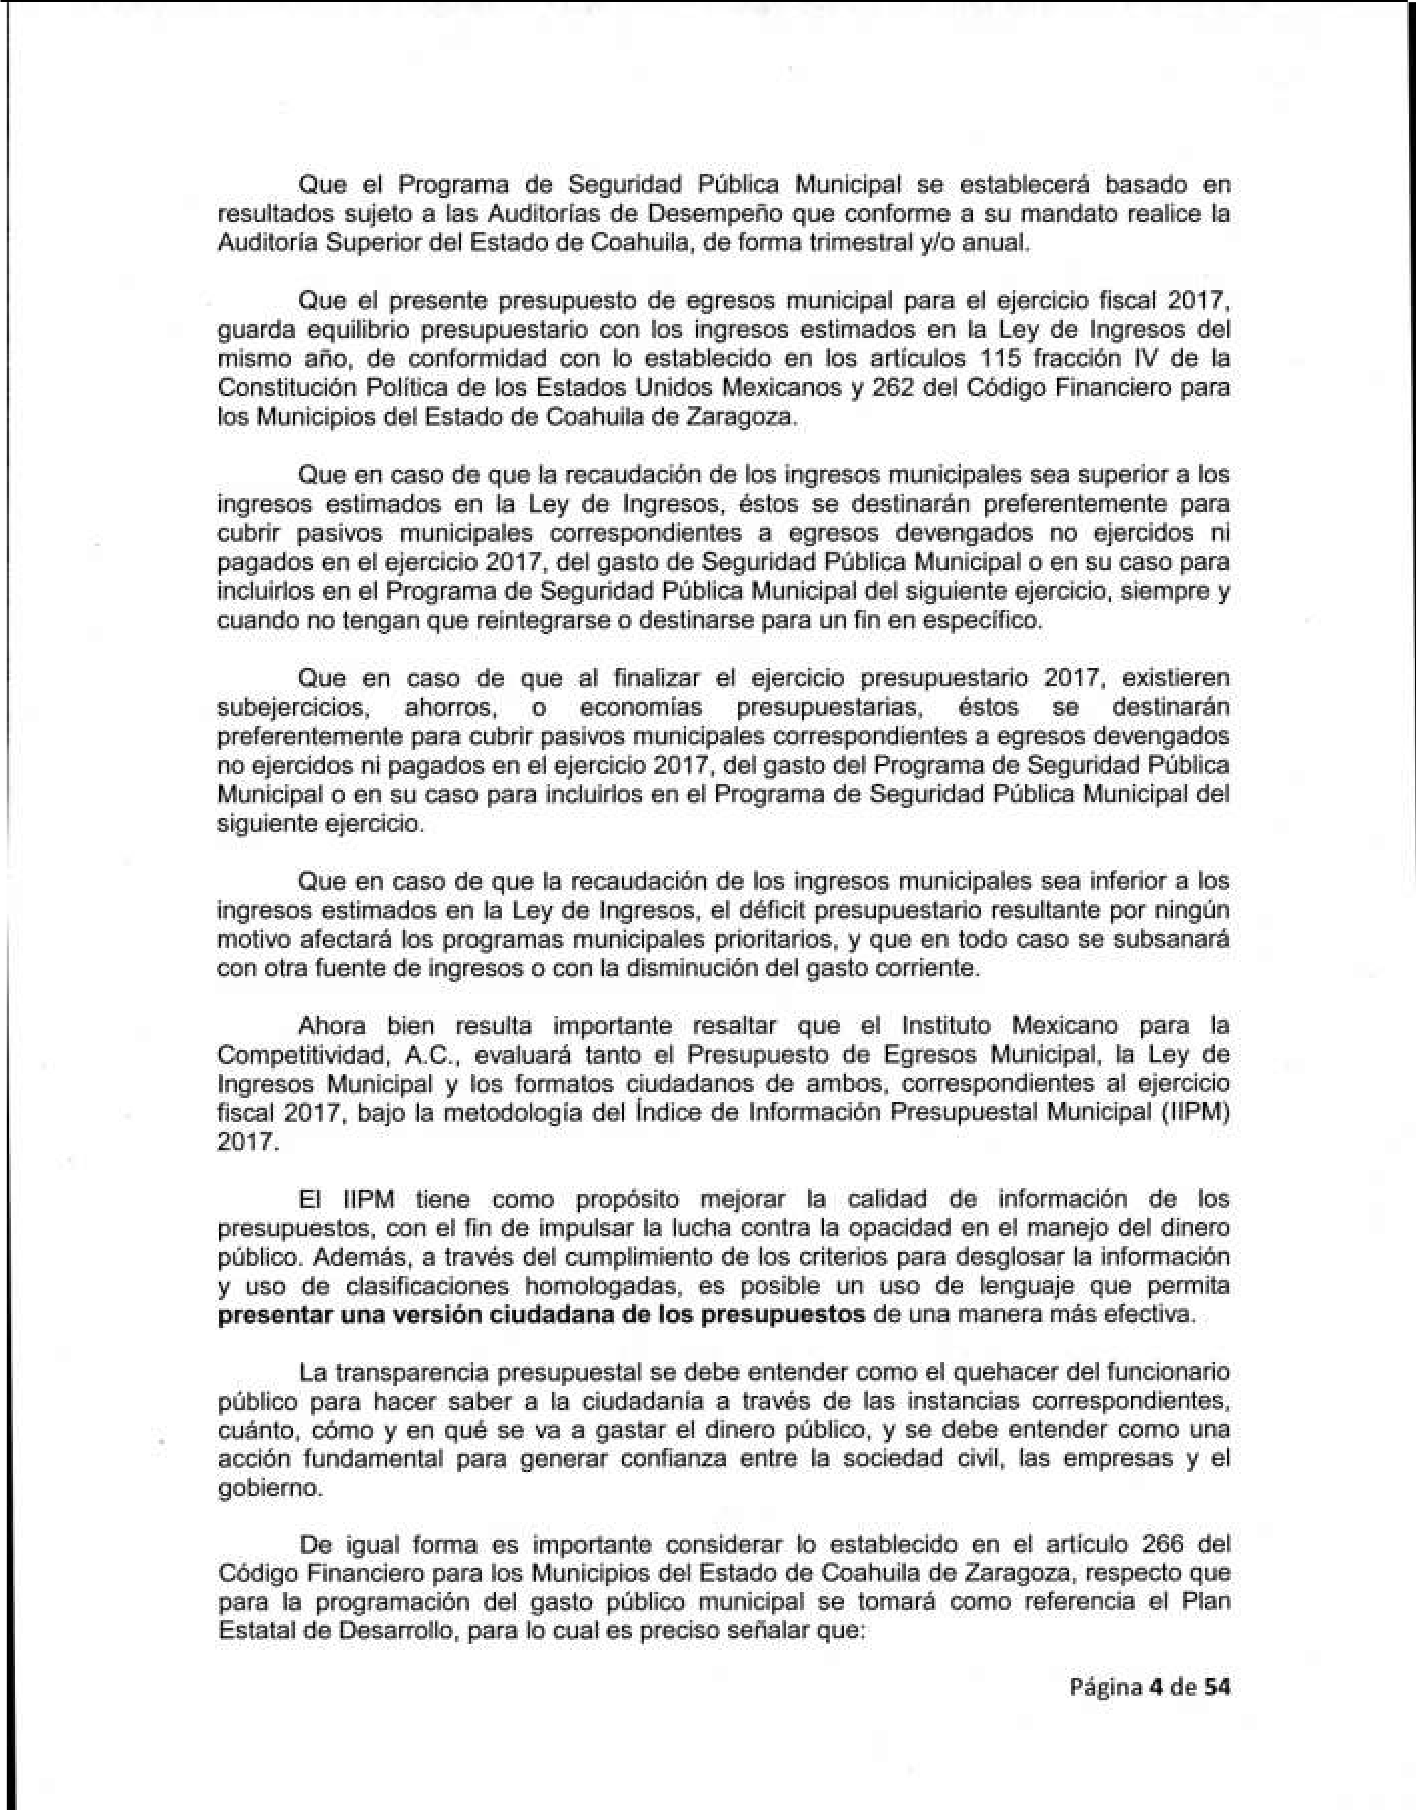 Que el Programa de Seguridad Pública Municipal se establecerá basado en
resultados sujeto a las Auditorías de Desempeño que conforme a su mandato realice la
Auditoría Superior del Estado de Coahuila, de forma trimestral y/o anual.
Que el presente presupuesto de egresos municipal para el ejercicio fiscal 2017,
guarda equilibrio presupuestario con los ingresos estimados en la Ley de Ingresos del
mismo año, de conformidad con lo establecido en los artículos 115 fracción IV de la
Constitución Política de los Estados Unidos Mexicanos y 262 del Código Financiero para
los Municipios del Estado de Coahuila de Zaragoza.
Que en caso de que la recaudación de los ingresos municipales sea superior a los
ingresos estimados en la Ley de Ingresos, éstos se destinarán preferentemente para
cubrir pasivos municipales correspondientes a egresos devengados no ejercidos ni
pagados en el ejercicio 2017, del gasto de Seguridad Pública Municipal o en su caso para
incluirlos en el Programa de Seguridad Pública Municipal del siguiente ejercicio, siempre y
cuando no tengan que reintegrarse o destinarse para un fin en específico.
Que en caso de que al finalizar el ejercicio presupuestario 2017, existieren
subejercicios, ahorros, o economías presupuestarias, éstos se destinarán
preferentemente para cubrir pasivos municipales correspondientes a egresos devengados
no ejercidos ni pagados en el ejercicio 2017, del gasto del Programa de Seguridad Pública
Municipal o en su caso para incluirlos en el Programa de Seguridad Pública Municipal del
siguiente ejercicio.
Que en caso de que la recaudación de los ingresos municipales sea inferior a los
ingresos estimados en la Ley de Ingresos, el déficit presupuestario resultante por ningún
motivo afectará los programas municipales prioritarios, y que en todo caso se subsanará
con otra fuente de ingresos o con la disminución del gasto corriente.
Ahora bien resulta importante resaltar que el Instituto Mexicano para la
Competitividad, A.C., evaluará tanto el Presupuesto de Egresos Municipal, la Ley de
Ingresos Municipal y los formatos ciudadanos de ambos, correspondientes al ejercicio
fiscal 2017, bajo la metodología del Índice de Información Presupuestal Municipal (IIPM)
2017.
El IIPM tiene como propósito mejorar la calidad de información de los
presupuestos, con el fin de impulsar la lucha contra la opacidad en el manejo del dinero
público. Además, a través del cumplimiento de los criterios para desglosar la información
y uso de clasificaciones homologadas, es posible un uso de lenguaje que permita
presentar una versión ciudadana de los presupuestos de una manera más efectiva.
La transparencia presupuestal se debe entender como el quehacer del funcionario
público para hacer saber a la ciudadanía a través de las instancias correspondientes,
cuánto, cómo y en qué se va a gastar el dinero público, y se debe entender como una
acción fundamental para generar confianza entre la sociedad civil, las empresas y el
gobierno.
De igual forma es importante considerar lo establecido en el artículo 266 del
Código Financiero para los Municipios del Estado de Coahuila de Zaragoza, respecto que
para la programación del gasto público municipal se tomará como referencia el Plan
Estatal de Desarrollo, para lo cual es preciso señalar que:
Página 4 de 54